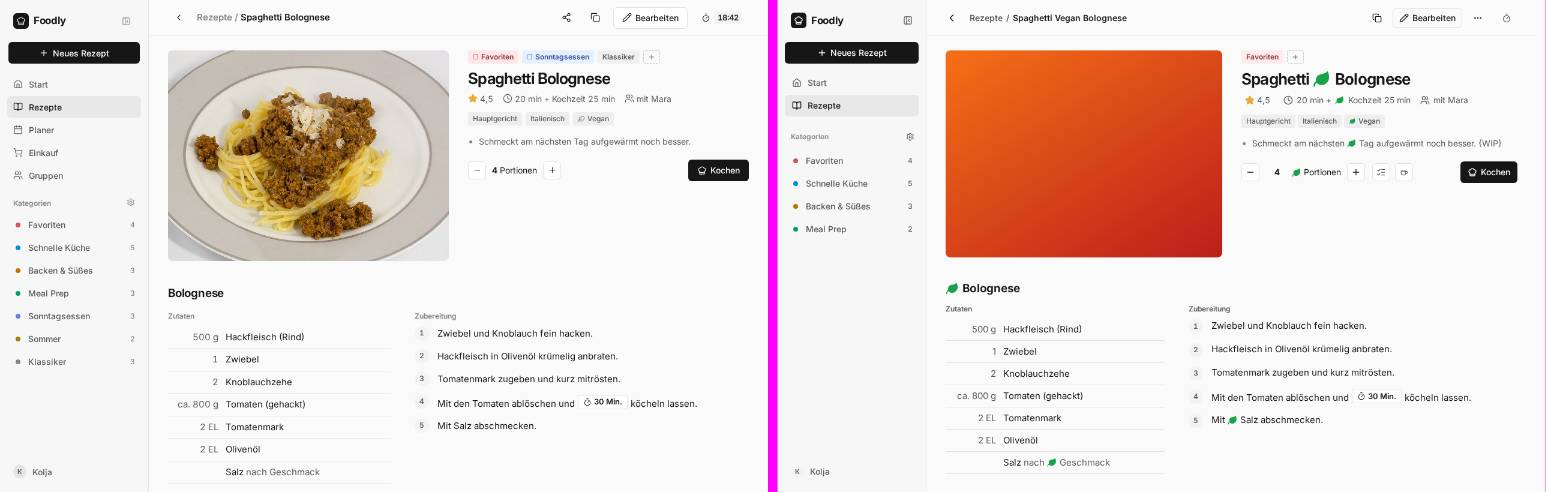 Foodly
Neues Rezept
Start
Rezepte
Planer
Einkauf
Gruppen
Kategorien
Favoriten 4
Schnelle Küche 5
Backen & Süßes 3
Meal Prep 3
Sonntagsessen 3
Sommer 2
Klassiker 3
K Kolja
Rezepte / Spaghetti Bolognese
Bearbeiten
18:42
Favoriten Sonntagsessen Klassiker +
Spaghetti Bolognese
4,5 20 min + Kochzeit 25 min mit Mara
Hauptgericht Italienisch Vegan
• Schmeckt am nächsten Tag aufgewärmt noch besser.
− 4 Portionen + Kochen
Bolognese
Zutaten
500 g Hackfleisch (Rind)
1 Zwiebel
2 Knoblauchzehe
ca. 800 g Tomaten (gehackt)
2 EL Tomatenmark
2 EL Olivenöl
Salz nach Geschmack
Zubereitung
1 Zwiebel und Knoblauch fein hacken.
2 Hackfleisch in Olivenöl krümelig anbraten.
3 Tomatenmark zugeben und kurz mitrösten.
4 Mit den Tomaten ablöschen und 30 Min. köcheln lassen.
5 Mit Salz abschmecken.
Foodly
Neues Rezept
Start
Rezepte
Kategorien
Favoriten 4
Schnelle Küche 5
Backen & Süßes 3
Meal Prep 2
K Kolja
Rezepte / Spaghetti Vegan Bolognese
Bearbeiten
Favoriten +
Spaghetti Bolognese
4,5 20 min + Kochzeit 25 min mit Mara
Hauptgericht Italienisch Vegan
• Schmeckt am nächsten Tag aufgewärmt noch besser. (WIP)
− 4 Portionen + Kochen
Bolognese
Zutaten
500 g Hackfleisch (Rind)
1 Zwiebel
2 Knoblauchzehe
ca. 800 g Tomaten (gehackt)
2 EL Tomatenmark
2 EL Olivenöl
Salz nach Geschmack
Zubereitung
1 Zwiebel und Knoblauch fein hacken.
2 Hackfleisch in Olivenöl krümelig anbraten.
3 Tomatenmark zugeben und kurz mitrösten.
4 Mit den Tomaten ablöschen und 30 Min. köcheln lassen.
5 Mit Salz abschmecken.